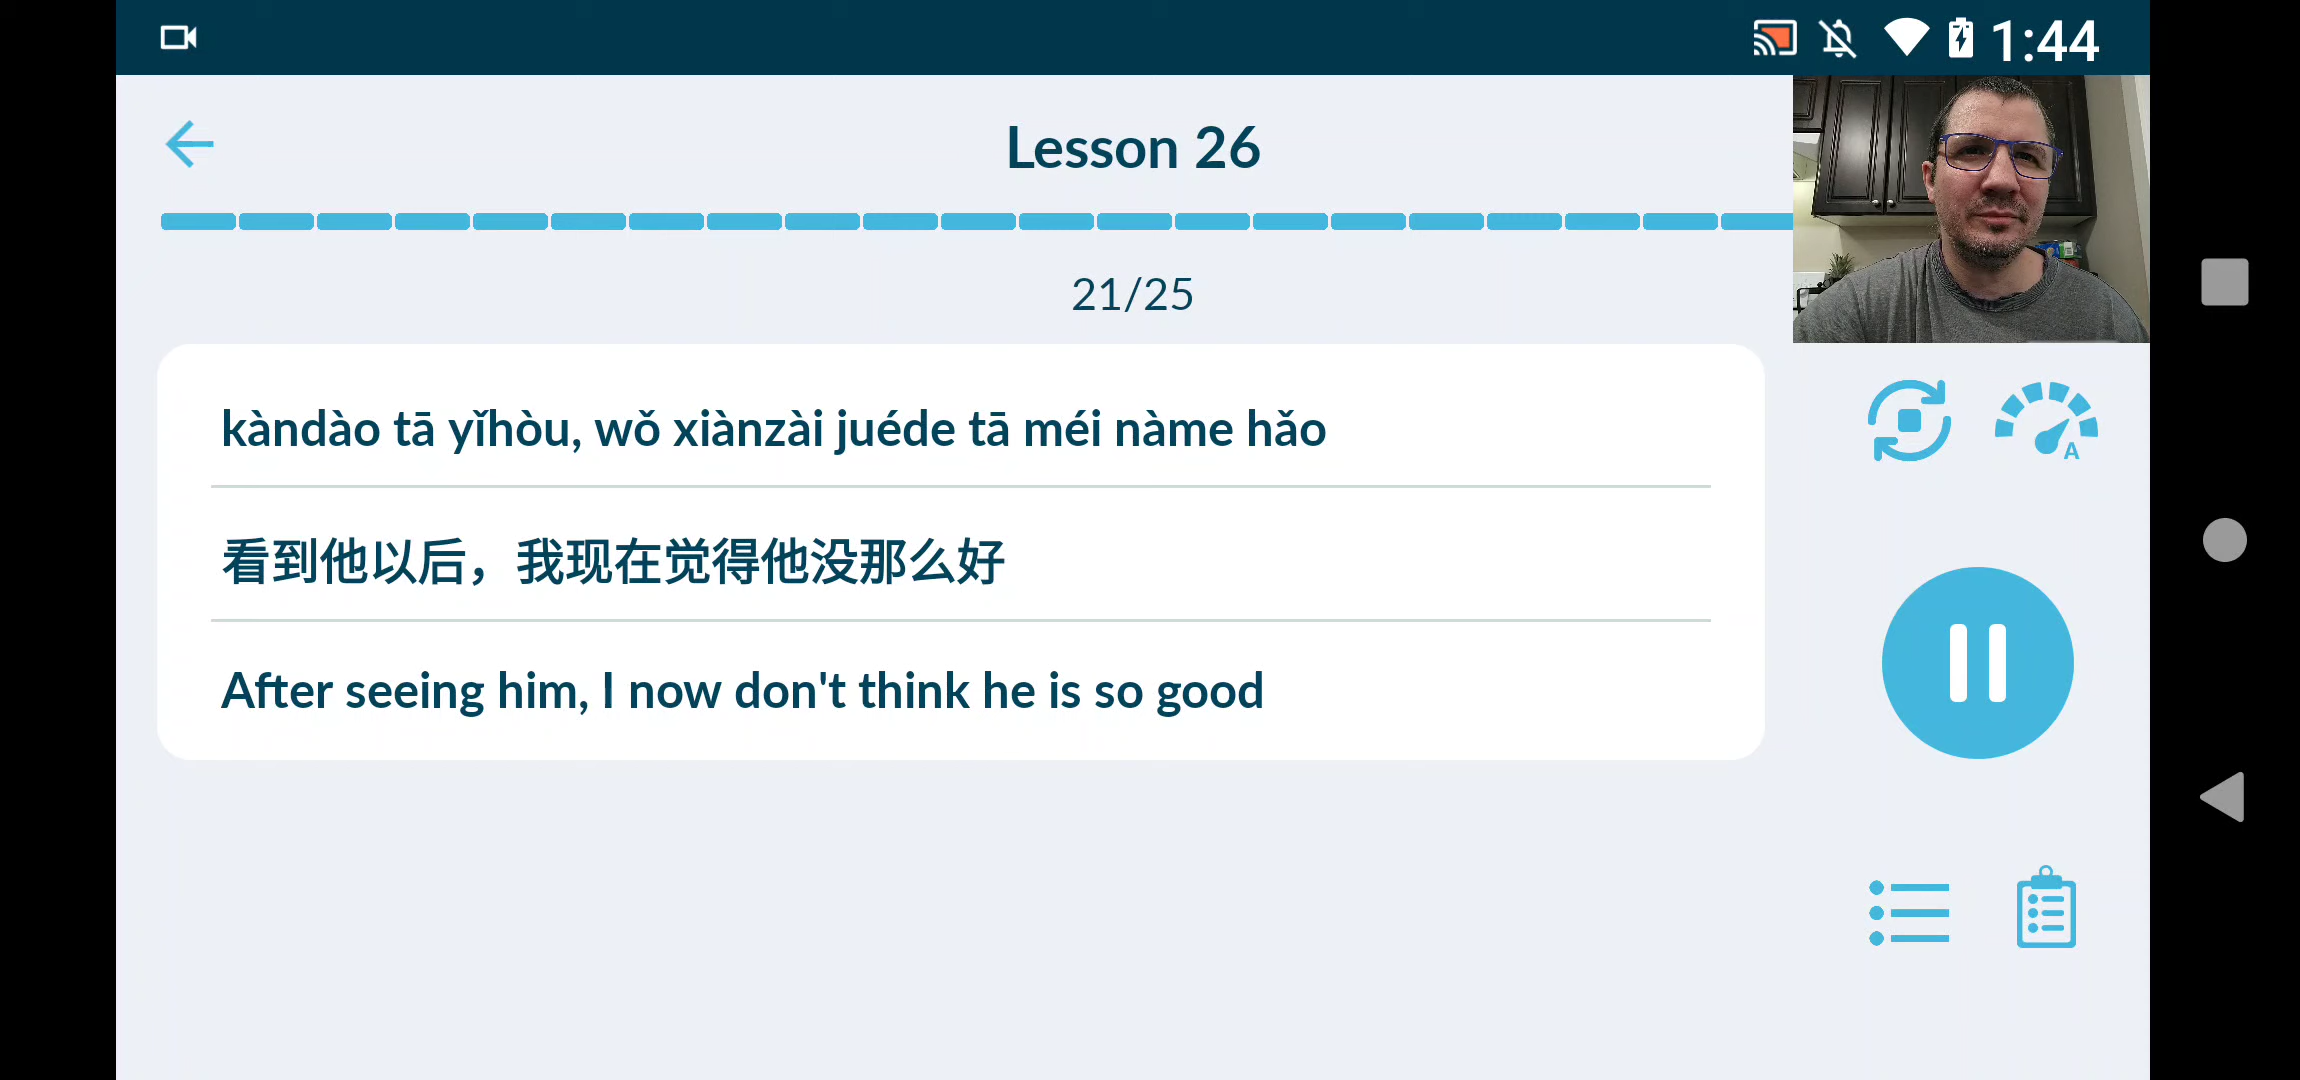 1:44
Lesson 26
21/25
kàndào tā yǐhòu, wǒ xiànzài juéde tā méi nàme hǎo
看到他以后，我现在觉得他没那么好
After seeing him, I now don't think he is so good
A